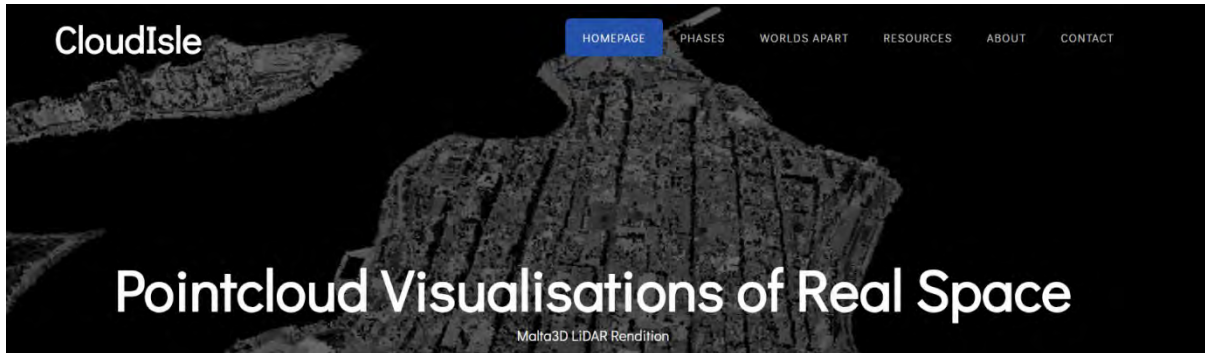 CloudIsle
HOMEPAGE PHASES WORLDS APART RESOURCES ABOUT CONTACT
Pointcloud Visualisations of Real Space
Malta3D LiDAR Rendition